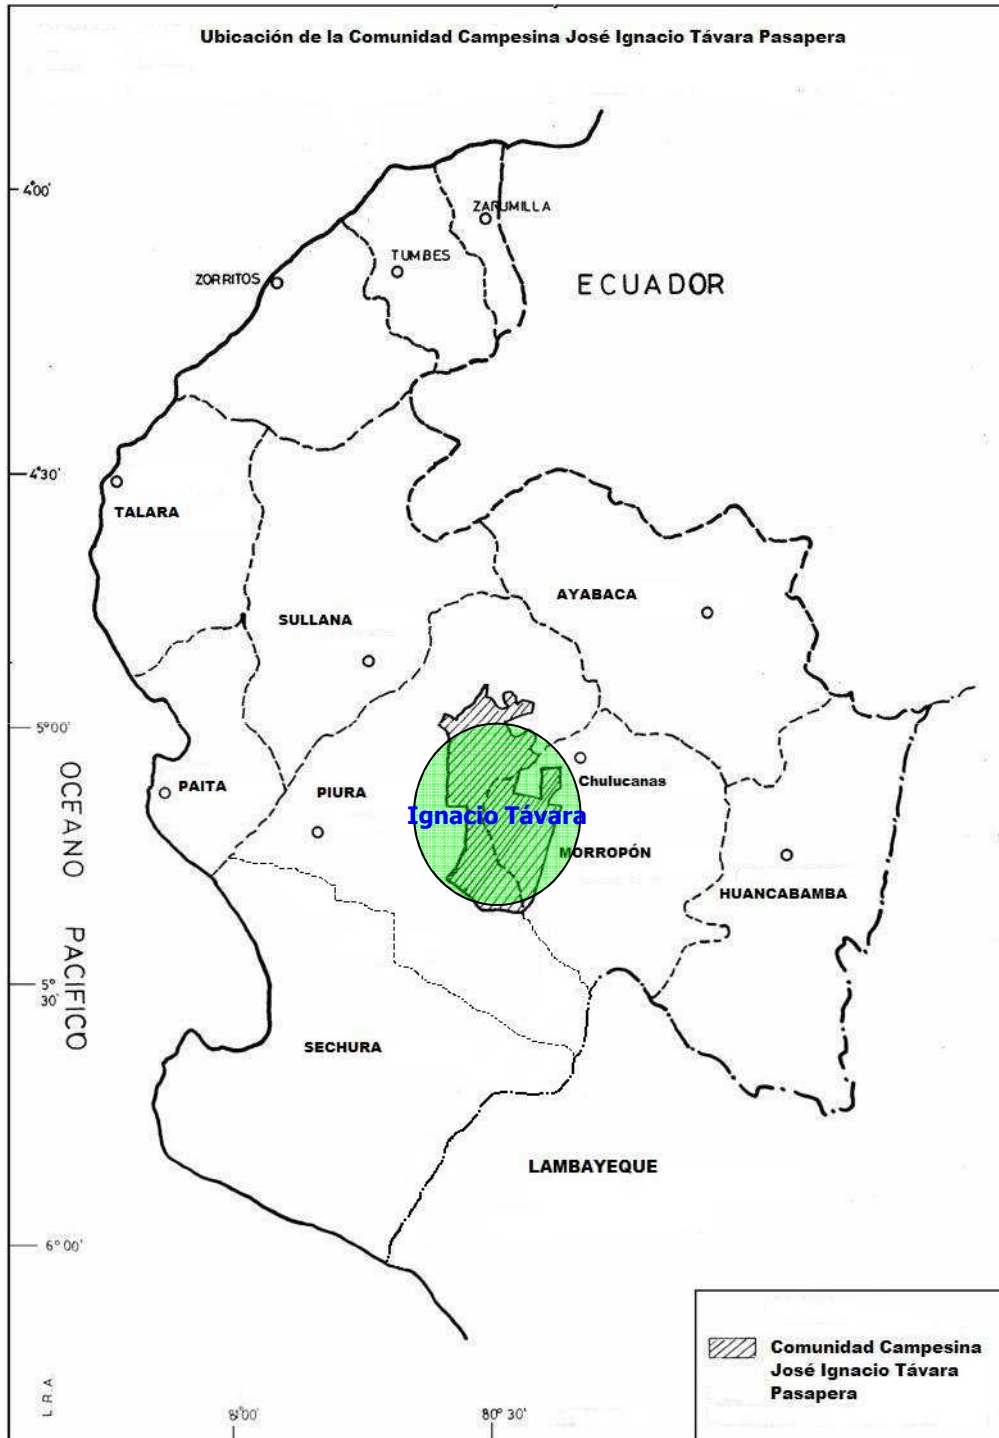 Ubicación de la Comunidad Campesina José Ignacio Távara Pasapera
4°00'
ZARUMILLA
TUMBES
ZORRITOS
ECUADOR
4°30'
TALARA
AYABACA
SULLANA
5°00'
OCEANO PACIFICO
PAITA
PIURA
Chulucanas
Ignacio Távara
MORROPÓN
HUANCABAMBA
5°
30'
SECHURA
LAMBAYEQUE
6°00'
Comunidad Campesina
José Ignacio Távara
Pasapera
L.R.A
81°00'
80° 30'